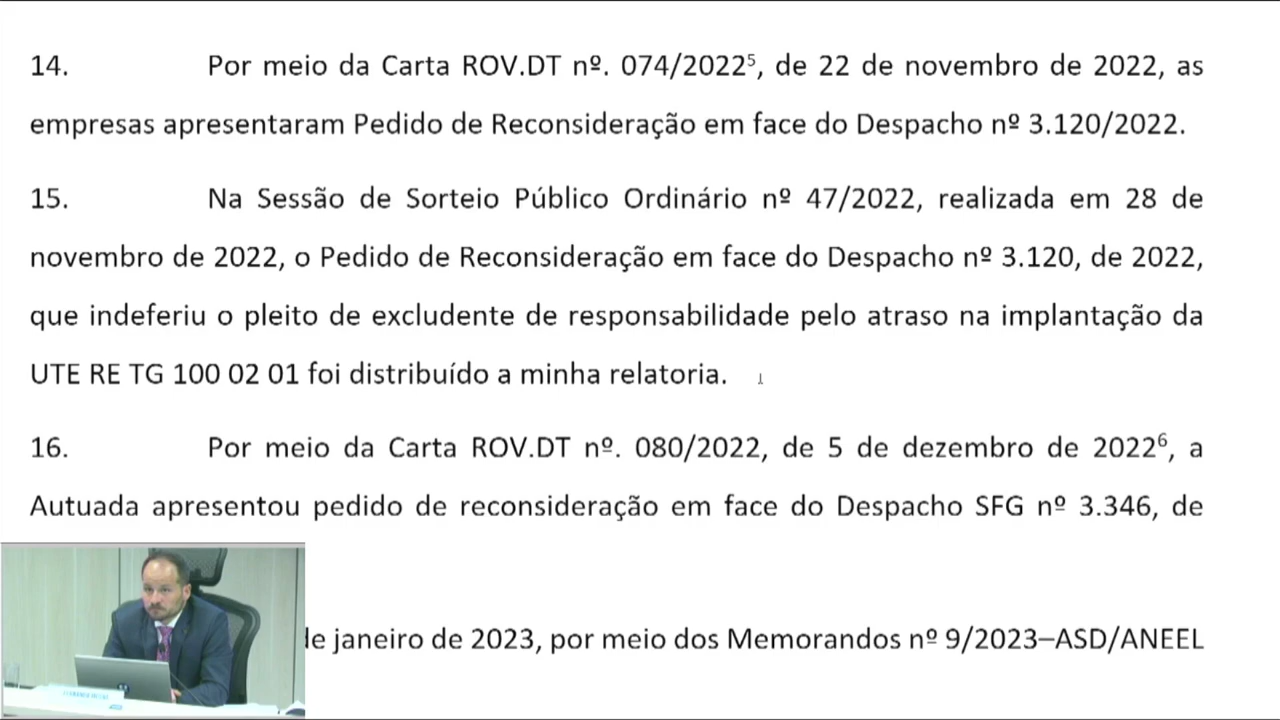 14. Por meio da Carta ROV.DT nº. 074/2022⁵, de 22 de novembro de 2022, as
empresas apresentaram Pedido de Reconsideração em face do Despacho nº 3.120/2022.
15. Na Sessão de Sorteio Público Ordinário nº 47/2022, realizada em 28 de
novembro de 2022, o Pedido de Reconsideração em face do Despacho nº 3.120, de 2022,
que indeferiu o pleito de excludente de responsabilidade pelo atraso na implantação da
UTE RE TG 100 02 01 foi distribuído a minha relatoria.
16. Por meio da Carta ROV.DT nº. 080/2022, de 5 de dezembro de 2022⁶, a
Autuada apresentou pedido de reconsideração em face do Despacho SFG nº 3.346, de
de janeiro de 2023, por meio dos Memorandos nº 9/2023–ASD/ANEEL